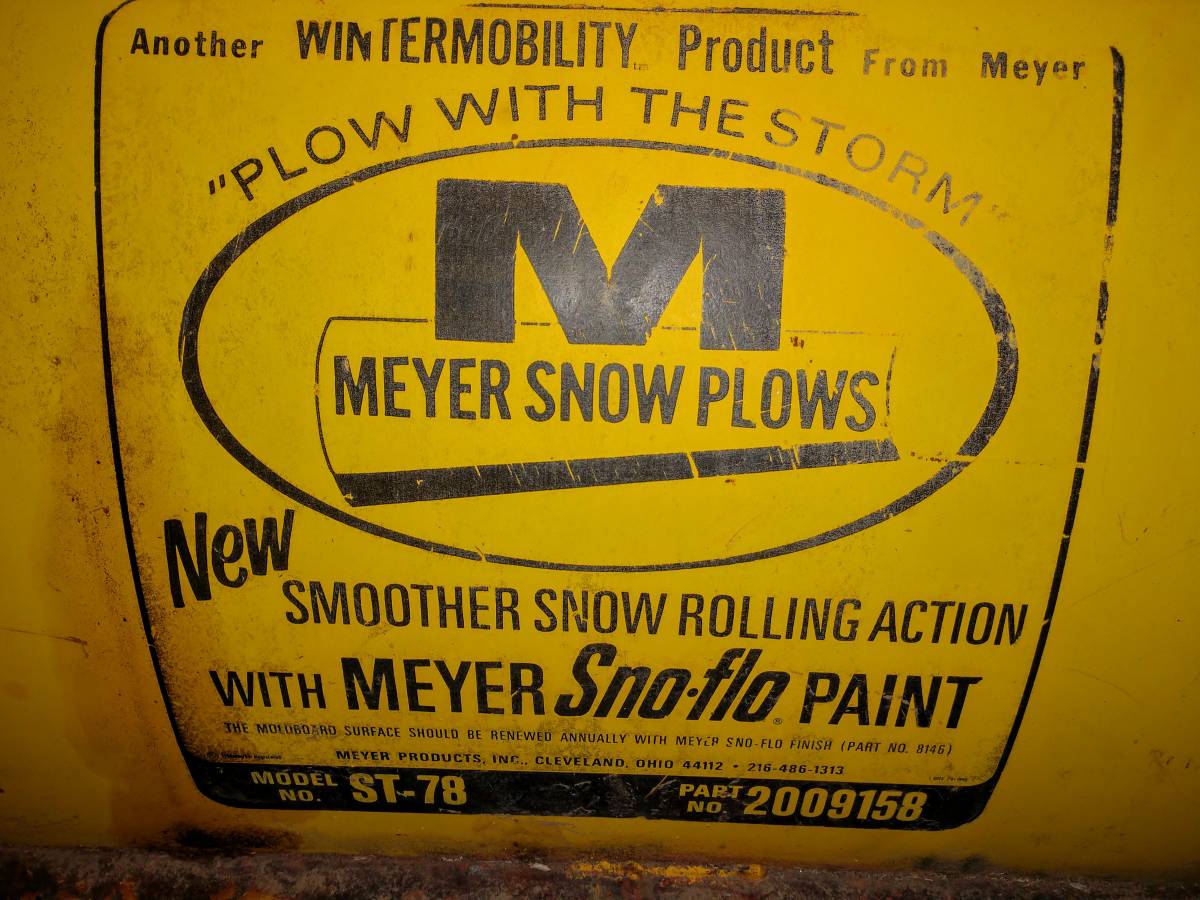 Another WINTERMOBILITY Product From Meyer
"PLOW WITH THE STORM"
M
MEYER SNOW PLOWS
New
SMOOTHER SNOW ROLLING ACTION
WITH MEYER Sno-flo® PAINT
THE MOLDBOARD SURFACE SHOULD BE RENEWED ANNUALLY WITH MEYER SNO-FLO FINISH (PART NO. 8146)
MEYER PRODUCTS, INC., CLEVELAND, OHIO 44112 • 216-486-1313
MODEL NO. ST-78 PART NO. 2009158